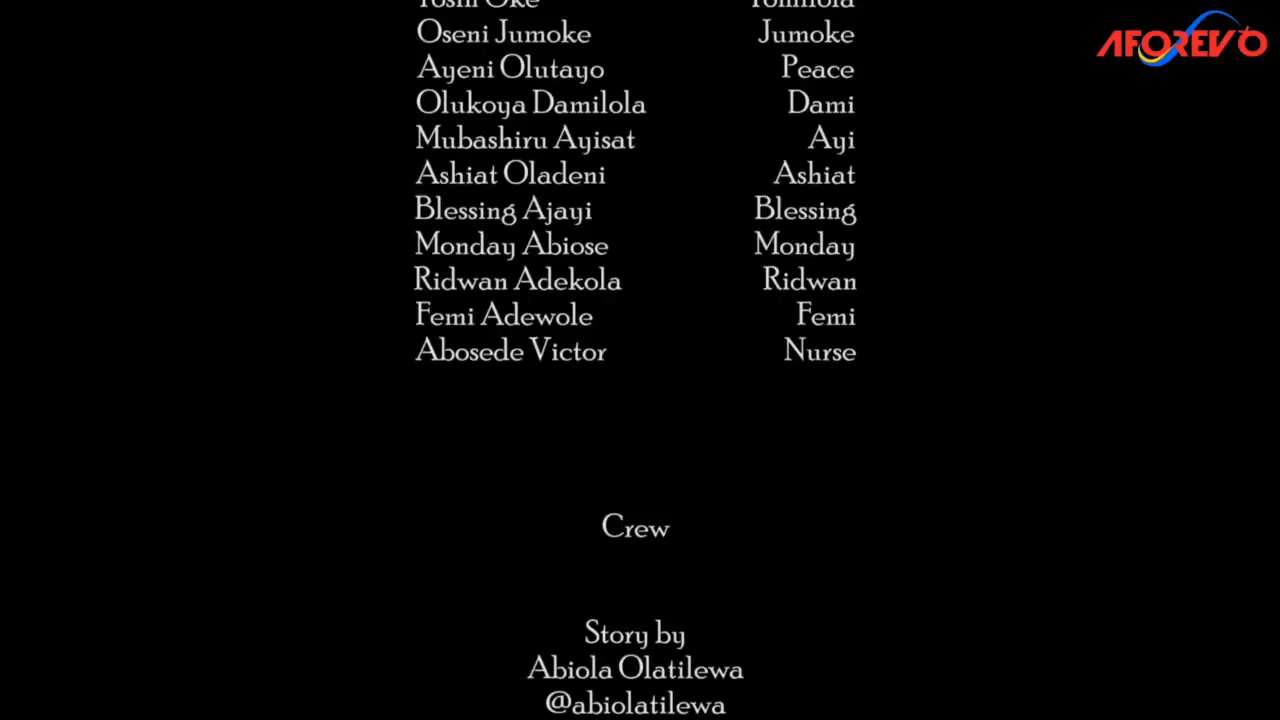 AFOREVO
Oseni Jumoke Jumoke
Ayeni Olutayo Peace
Olukoya Damilola Dami
Mubashiru Ayisat Ayi
Ashiat Oladeni Ashiat
Blessing Ajayi Blessing
Monday Abiose Monday
Ridwan Adekola Ridwan
Femi Adewole Femi
Abosede Victor Nurse
Crew
Story by
Abiola Olatilewa
@abiolatilewa